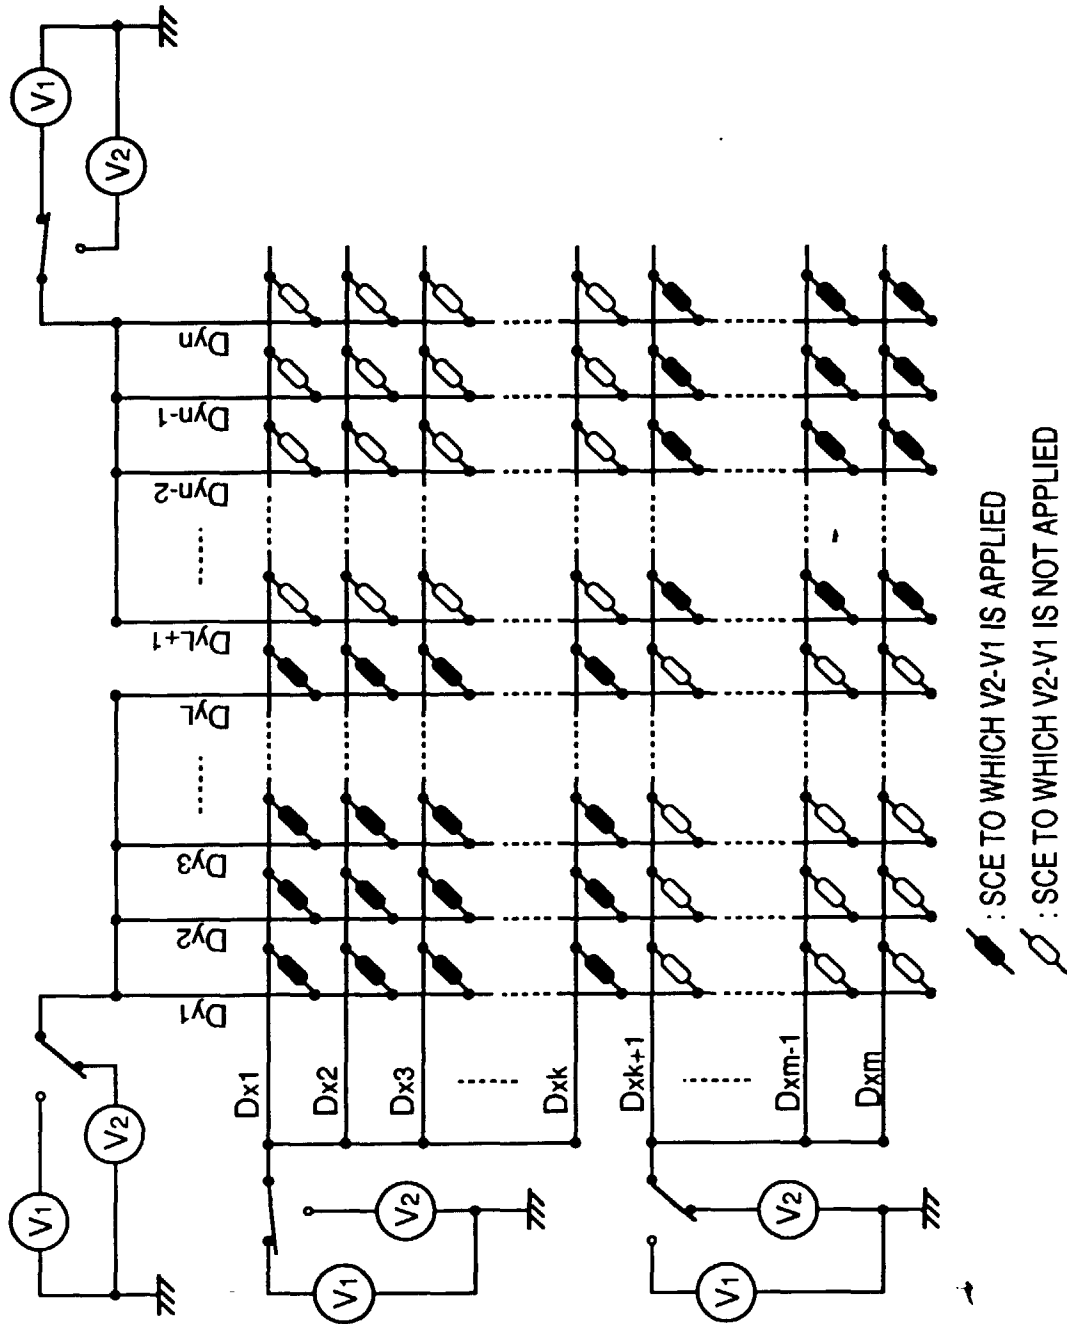 V1
V2
V1
V2
Dy1
Dy2
Dy3
DyL
DyL+1
Dyn-2
Dyn-1
Dyn
Dx1
Dx2
Dx3
Dxk
Dxk+1
Dxm-1
Dxm
V1
V2
V1
V2
: SCE TO WHICH V2-V1 IS APPLIED
: SCE TO WHICH V2-V1 IS NOT APPLIED